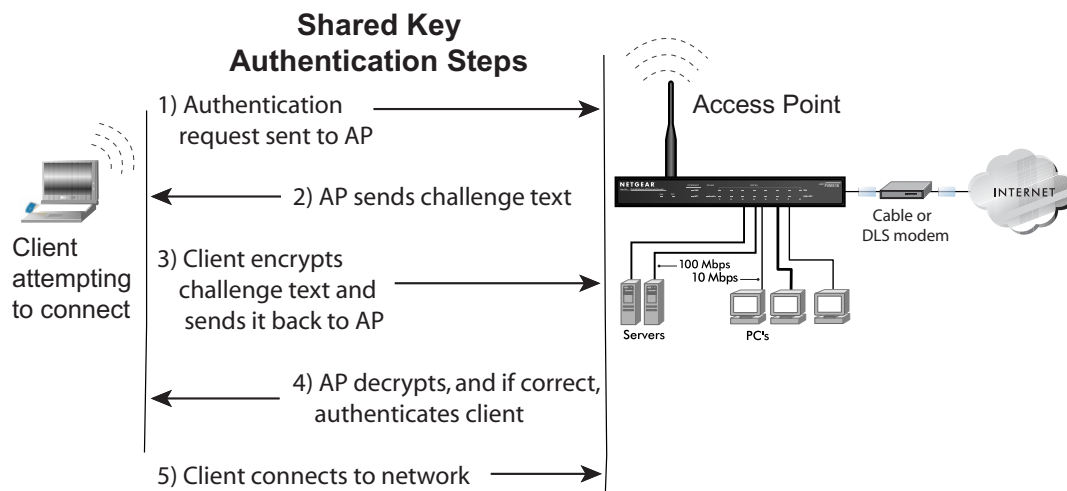 Shared Key
Authentication Steps
1) Authentication
request sent to AP
2) AP sends challenge text
3) Client encrypts
challenge text and
sends it back to AP
4) AP decrypts, and if correct,
authenticates client
5) Client connects to network
Client
attempting
to connect
Access Point
NETGEAR
INTERNET
Cable or
DLS modem
100 Mbps
10 Mbps
Servers
PC's